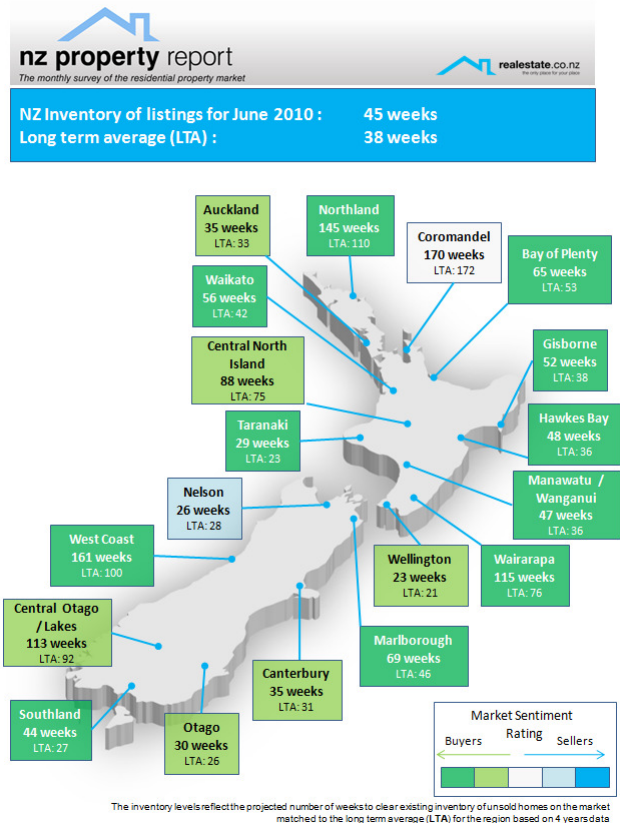 nz property report
The monthly survey of the residential property market
realestate.co.nz
the only place for your place
NZ Inventory of listings for June 2010 : 45 weeks
Long term average (LTA) : 38 weeks
Auckland
35 weeks
LTA: 33
Northland
145 weeks
LTA: 110
Coromandel
170 weeks
LTA: 172
Bay of Plenty
65 weeks
LTA: 53
Waikato
56 weeks
LTA: 42
Gisborne
52 weeks
LTA: 38
Central North
Island
88 weeks
LTA: 75
Taranaki
29 weeks
LTA: 23
Hawkes Bay
48 weeks
LTA: 36
Nelson
26 weeks
LTA: 28
Manawatu /
Wanganui
47 weeks
LTA: 36
West Coast
161 weeks
LTA: 100
Wellington
23 weeks
LTA: 21
Wairarapa
115 weeks
LTA: 76
Central Otago
/ Lakes
113 weeks
LTA: 92
Marlborough
69 weeks
LTA: 46
Canterbury
35 weeks
LTA: 31
Southland
44 weeks
LTA: 27
Otago
30 weeks
LTA: 26
Market Sentiment
Rating
Buyers Sellers
The inventory levels reflect the projected number of weeks to clear existing inventory of unsold homes on the market
matched to the long term average (LTA) for the region based on 4 years data